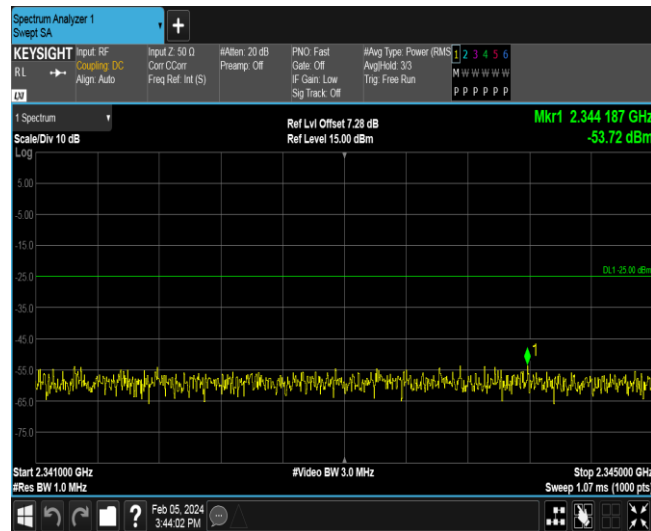 Spectrum Analyzer 1
Swept SA
+
KEYSIGHT
RL
LXI
Input: RF
Coupling: DC
Align: Auto
Input Z: 50 Ω
Corr CCorr
Freq Ref: Int (S)
#Atten: 20 dB
Preamp: Off
PNO: Fast
Gate: Off
IF Gain: Low
Sig Track: Off
#Avg Type: Power (RMS
Avg|Hold: 3/3
Trig: Free Run
1 2 3 4 5 6
M W W W W W
P P P P P P
1 Spectrum
Scale/Div 10 dB
Log
Ref Lvl Offset 7.28 dB
Ref Level 15.00 dBm
Mkr1 2.344 187 GHz
-53.72 dBm
5.00
-5.00
-15.0
-25.0
DL1 -25.00 dBm
-35.0
-45.0
1
-55.0
-65.0
-75.0
Start 2.341000 GHz
#Video BW 3.0 MHz
Stop 2.345000 GHz
#Res BW 1.0 MHz
Sweep 1.07 ms (1000 pts)
?
Feb 05, 2024
3:44:02 PM